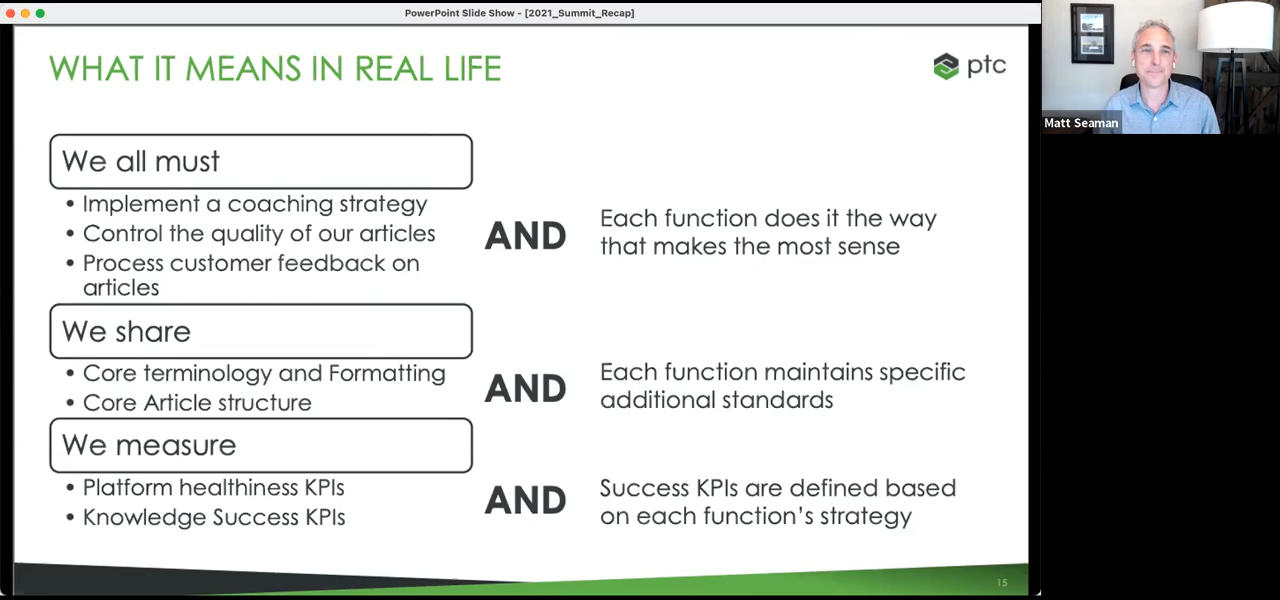 PowerPoint Slide Show - [2021_Summit_Recap]
WHAT IT MEANS IN REAL LIFE
ptc
Matt Seaman
We all must
• Implement a coaching strategy
• Control the quality of our articles
• Process customer feedback on
articles
AND
Each function does it the way
that makes the most sense
We share
• Core terminology and Formatting
• Core Article structure
AND
Each function maintains specific
additional standards
We measure
• Platform healthiness KPIs
• Knowledge Success KPIs
AND
Success KPIs are defined based
on each function's strategy
15